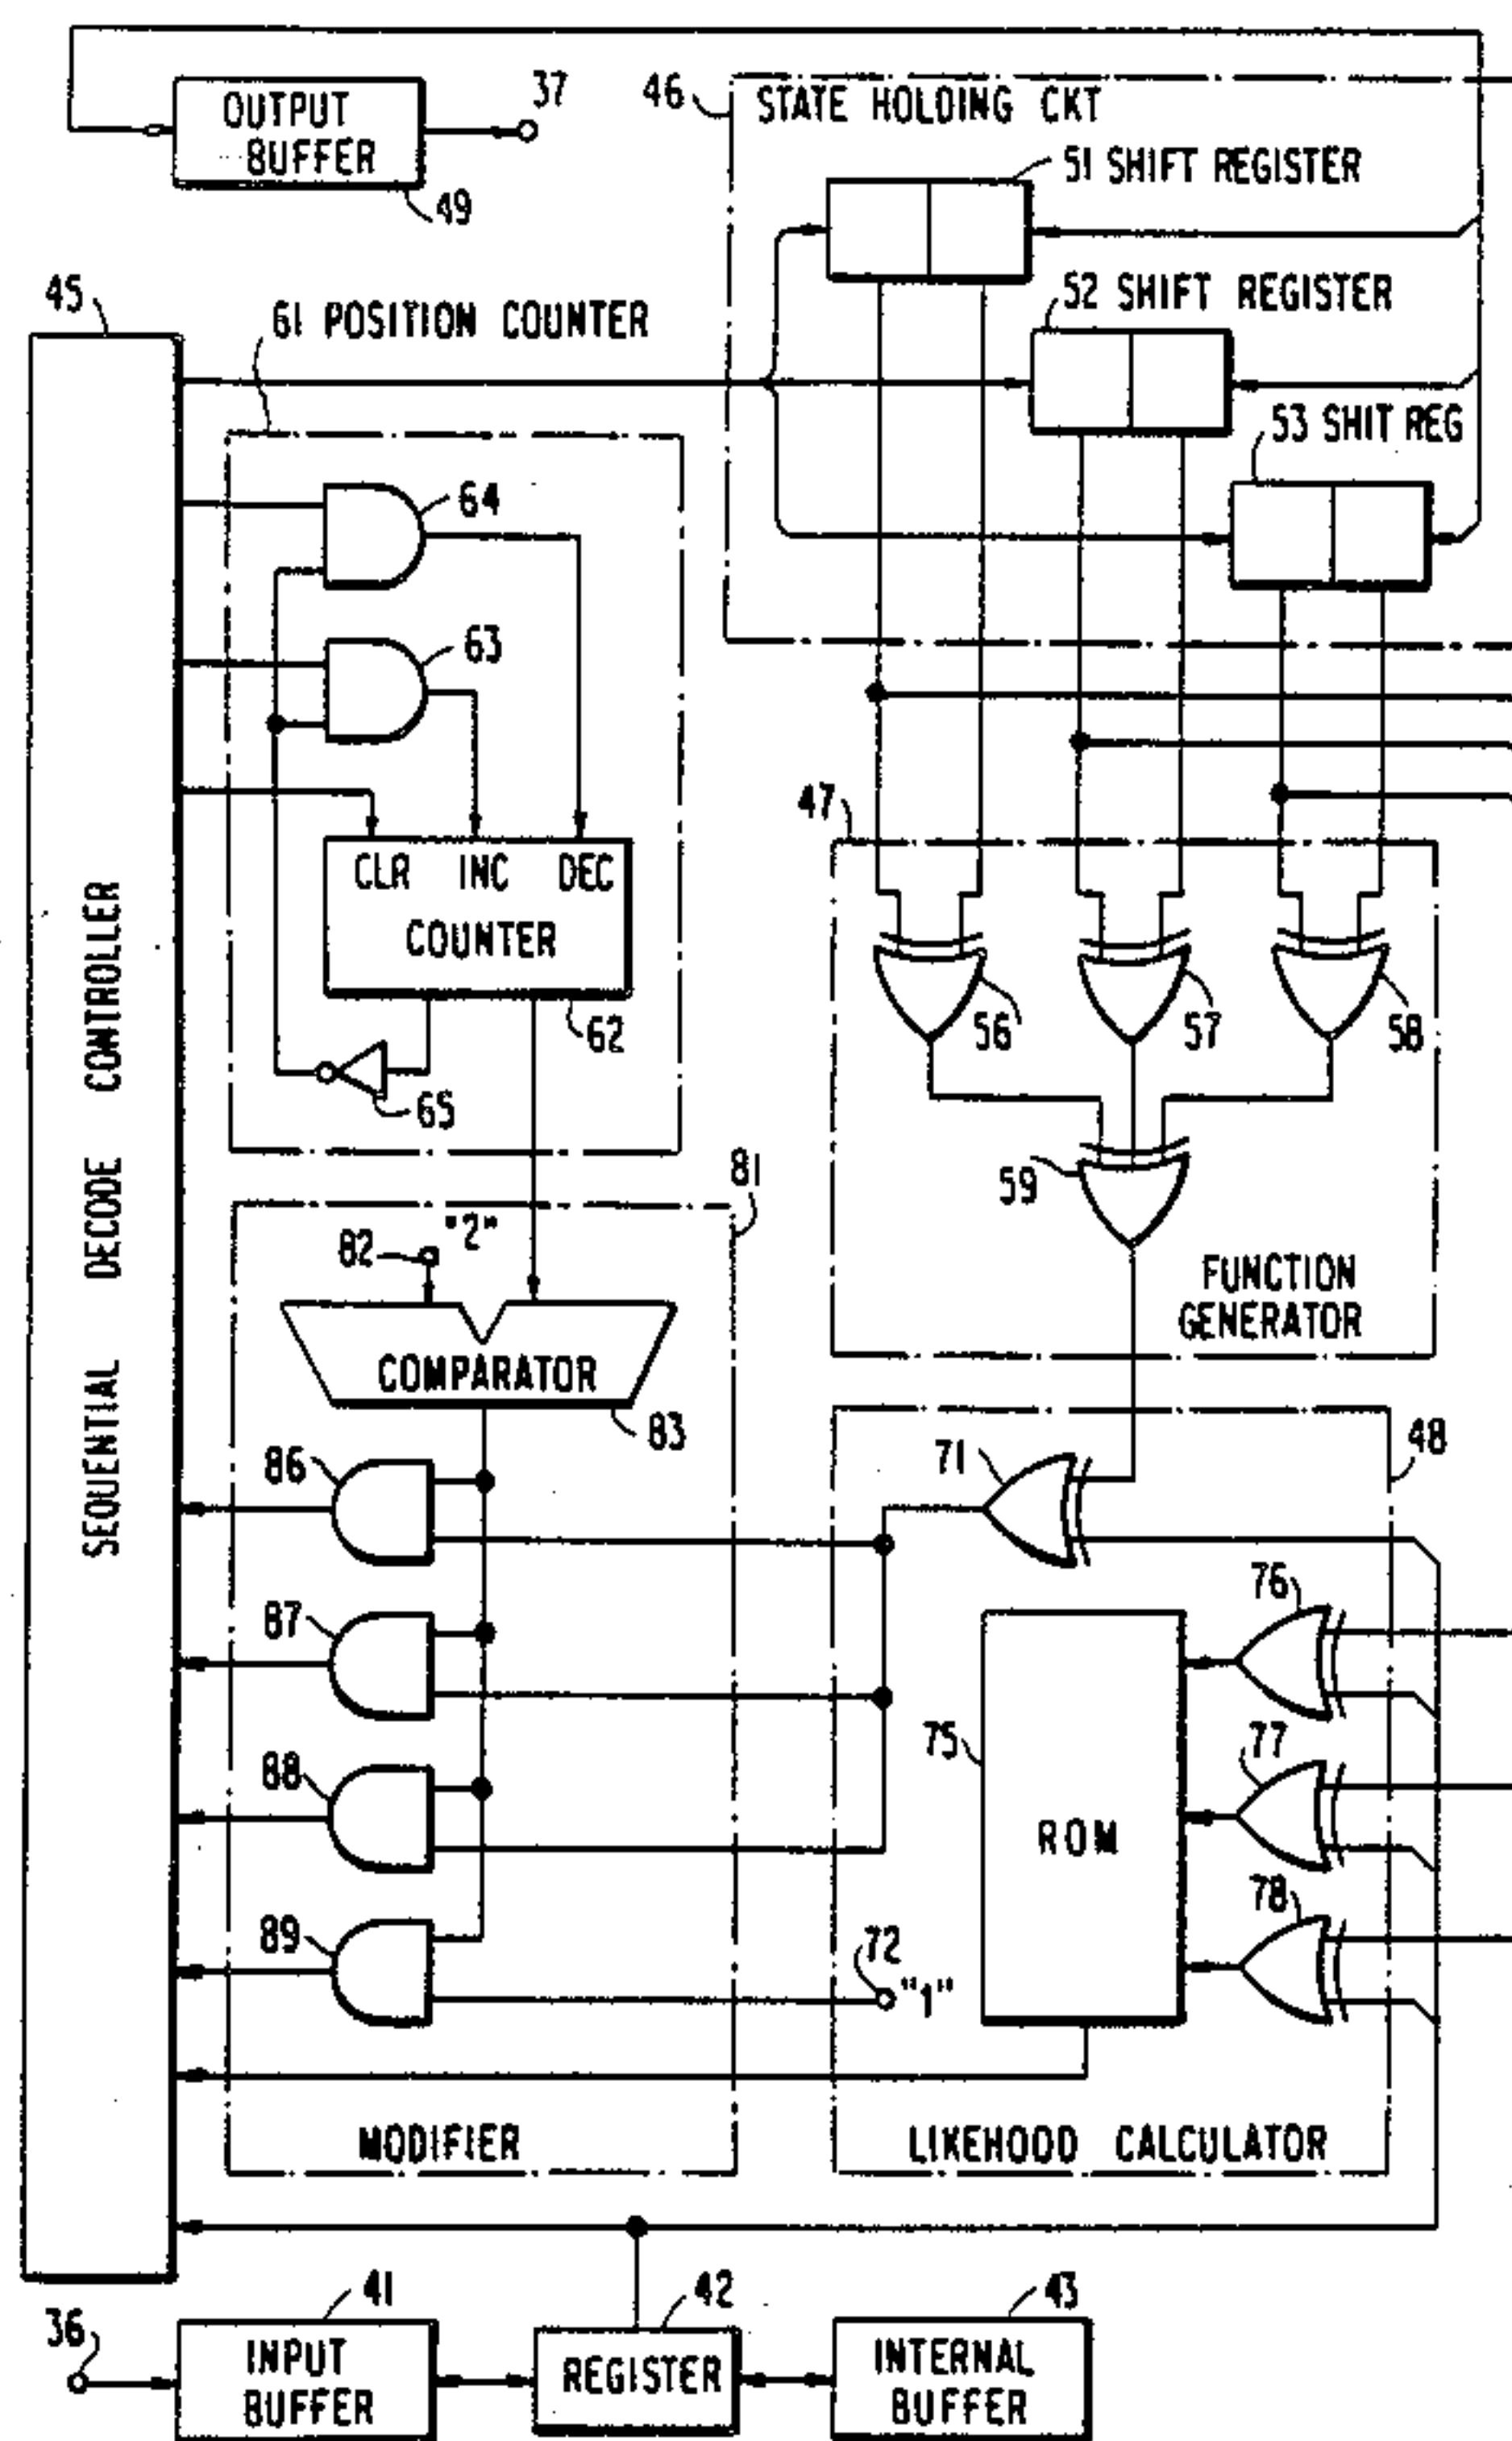 OUTPUT
BUFFER
37
49
46
STATE HOLDING CKT
51 SHIFT REGISTER
52 SHIFT REGISTER
53 SHIT REG
45
61 POSITION COUNTER
64
63
CLR INC DEC
COUNTER
62
65
SEQUENTIAL DECODE CONTROLLER
47
56
57
58
59
FUNCTION
GENERATOR
81
82
"2"
COMPARATOR
83
86
87
88
89
MODIFIER
71
48
76
77
78
75
ROM
72
"1"
LIKEHOOD CALCULATOR
36
41
INPUT
BUFFER
42
REGISTER
43
INTERNAL
BUFFER